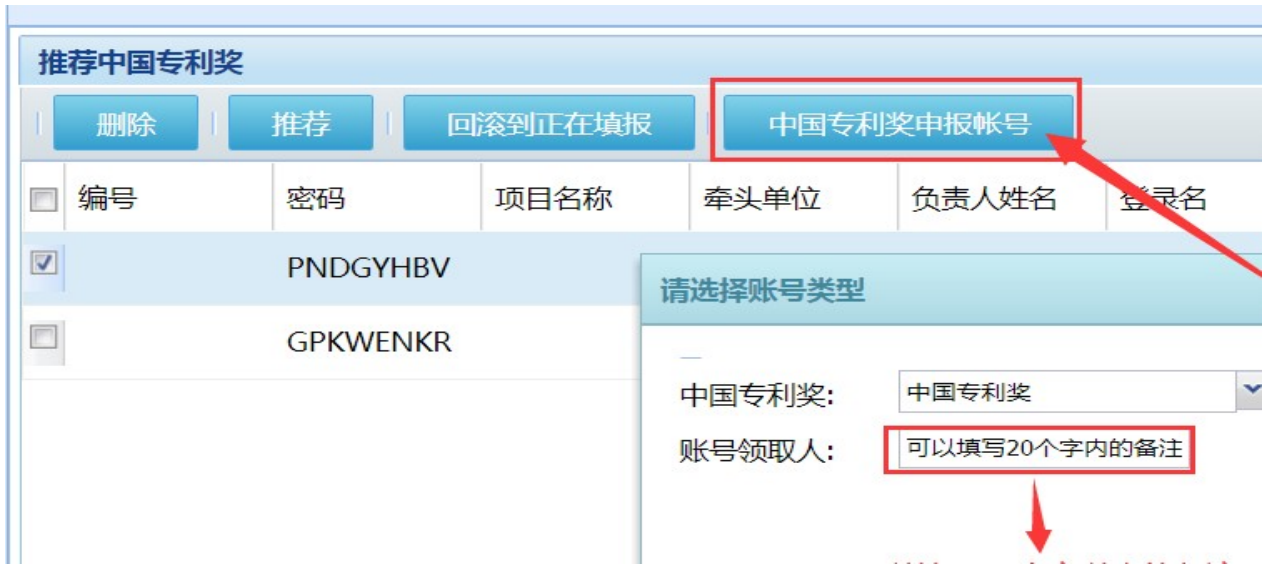 推荐中国专利奖
删除 推荐 回滚到正在填报 中国专利奖申报帐号
编号 密码 项目名称 牵头单位 负责人姓名 登录名
PNDGYHBV
请选择账号类型
GPKWENKR
中国专利奖: 中国专利奖
账号领取人: 可以填写20个字内的备注